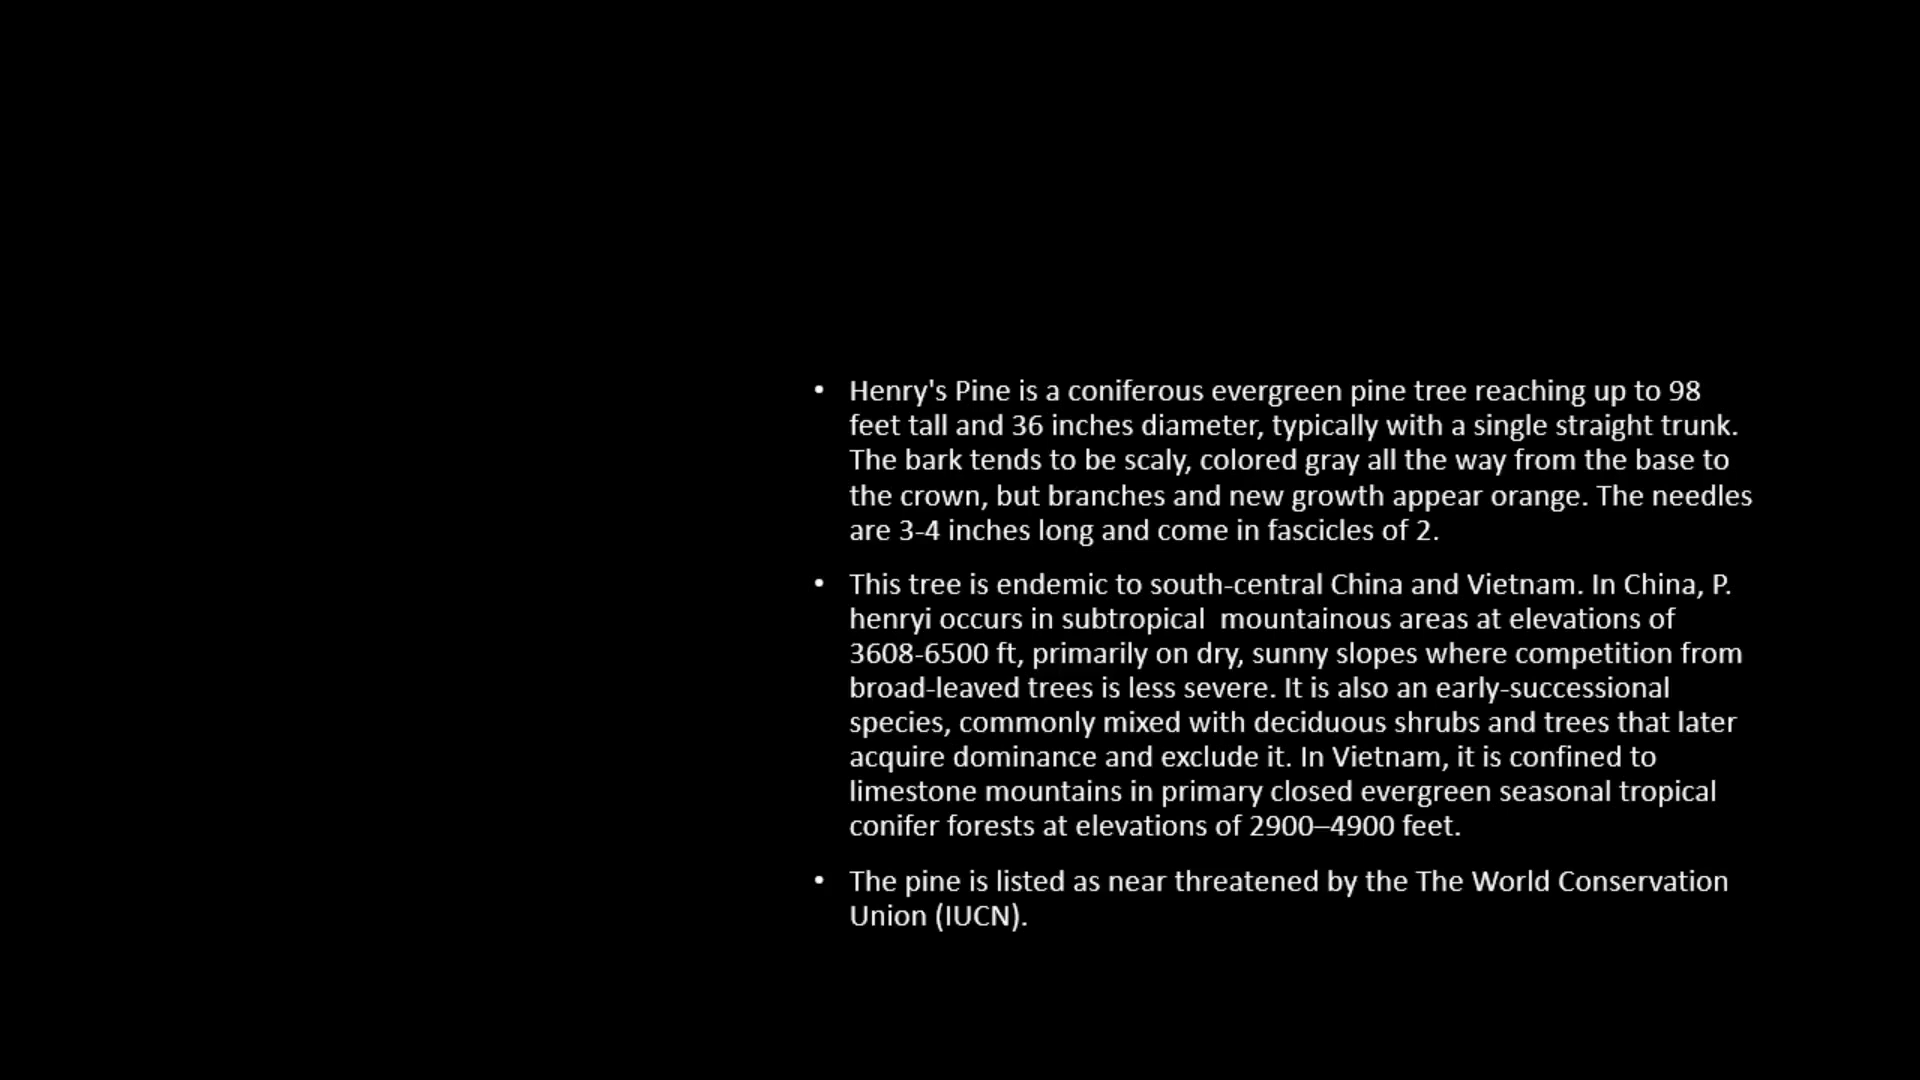 • Henry's Pine is a coniferous evergreen pine tree reaching up to 98
feet tall and 36 inches diameter, typically with a single straight trunk.
The bark tends to be scaly, colored gray all the way from the base to
the crown, but branches and new growth appear orange. The needles
are 3-4 inches long and come in fascicles of 2.
• This tree is endemic to south-central China and Vietnam. In China, P.
henryi occurs in subtropical  mountainous areas at elevations of
3608-6500 ft, primarily on dry, sunny slopes where competition from
broad-leaved trees is less severe. It is also an early-successional
species, commonly mixed with deciduous shrubs and trees that later
acquire dominance and exclude it. In Vietnam, it is confined to
limestone mountains in primary closed evergreen seasonal tropical
conifer forests at elevations of 2900–4900 feet.
• The pine is listed as near threatened by the The World Conservation
Union (IUCN).